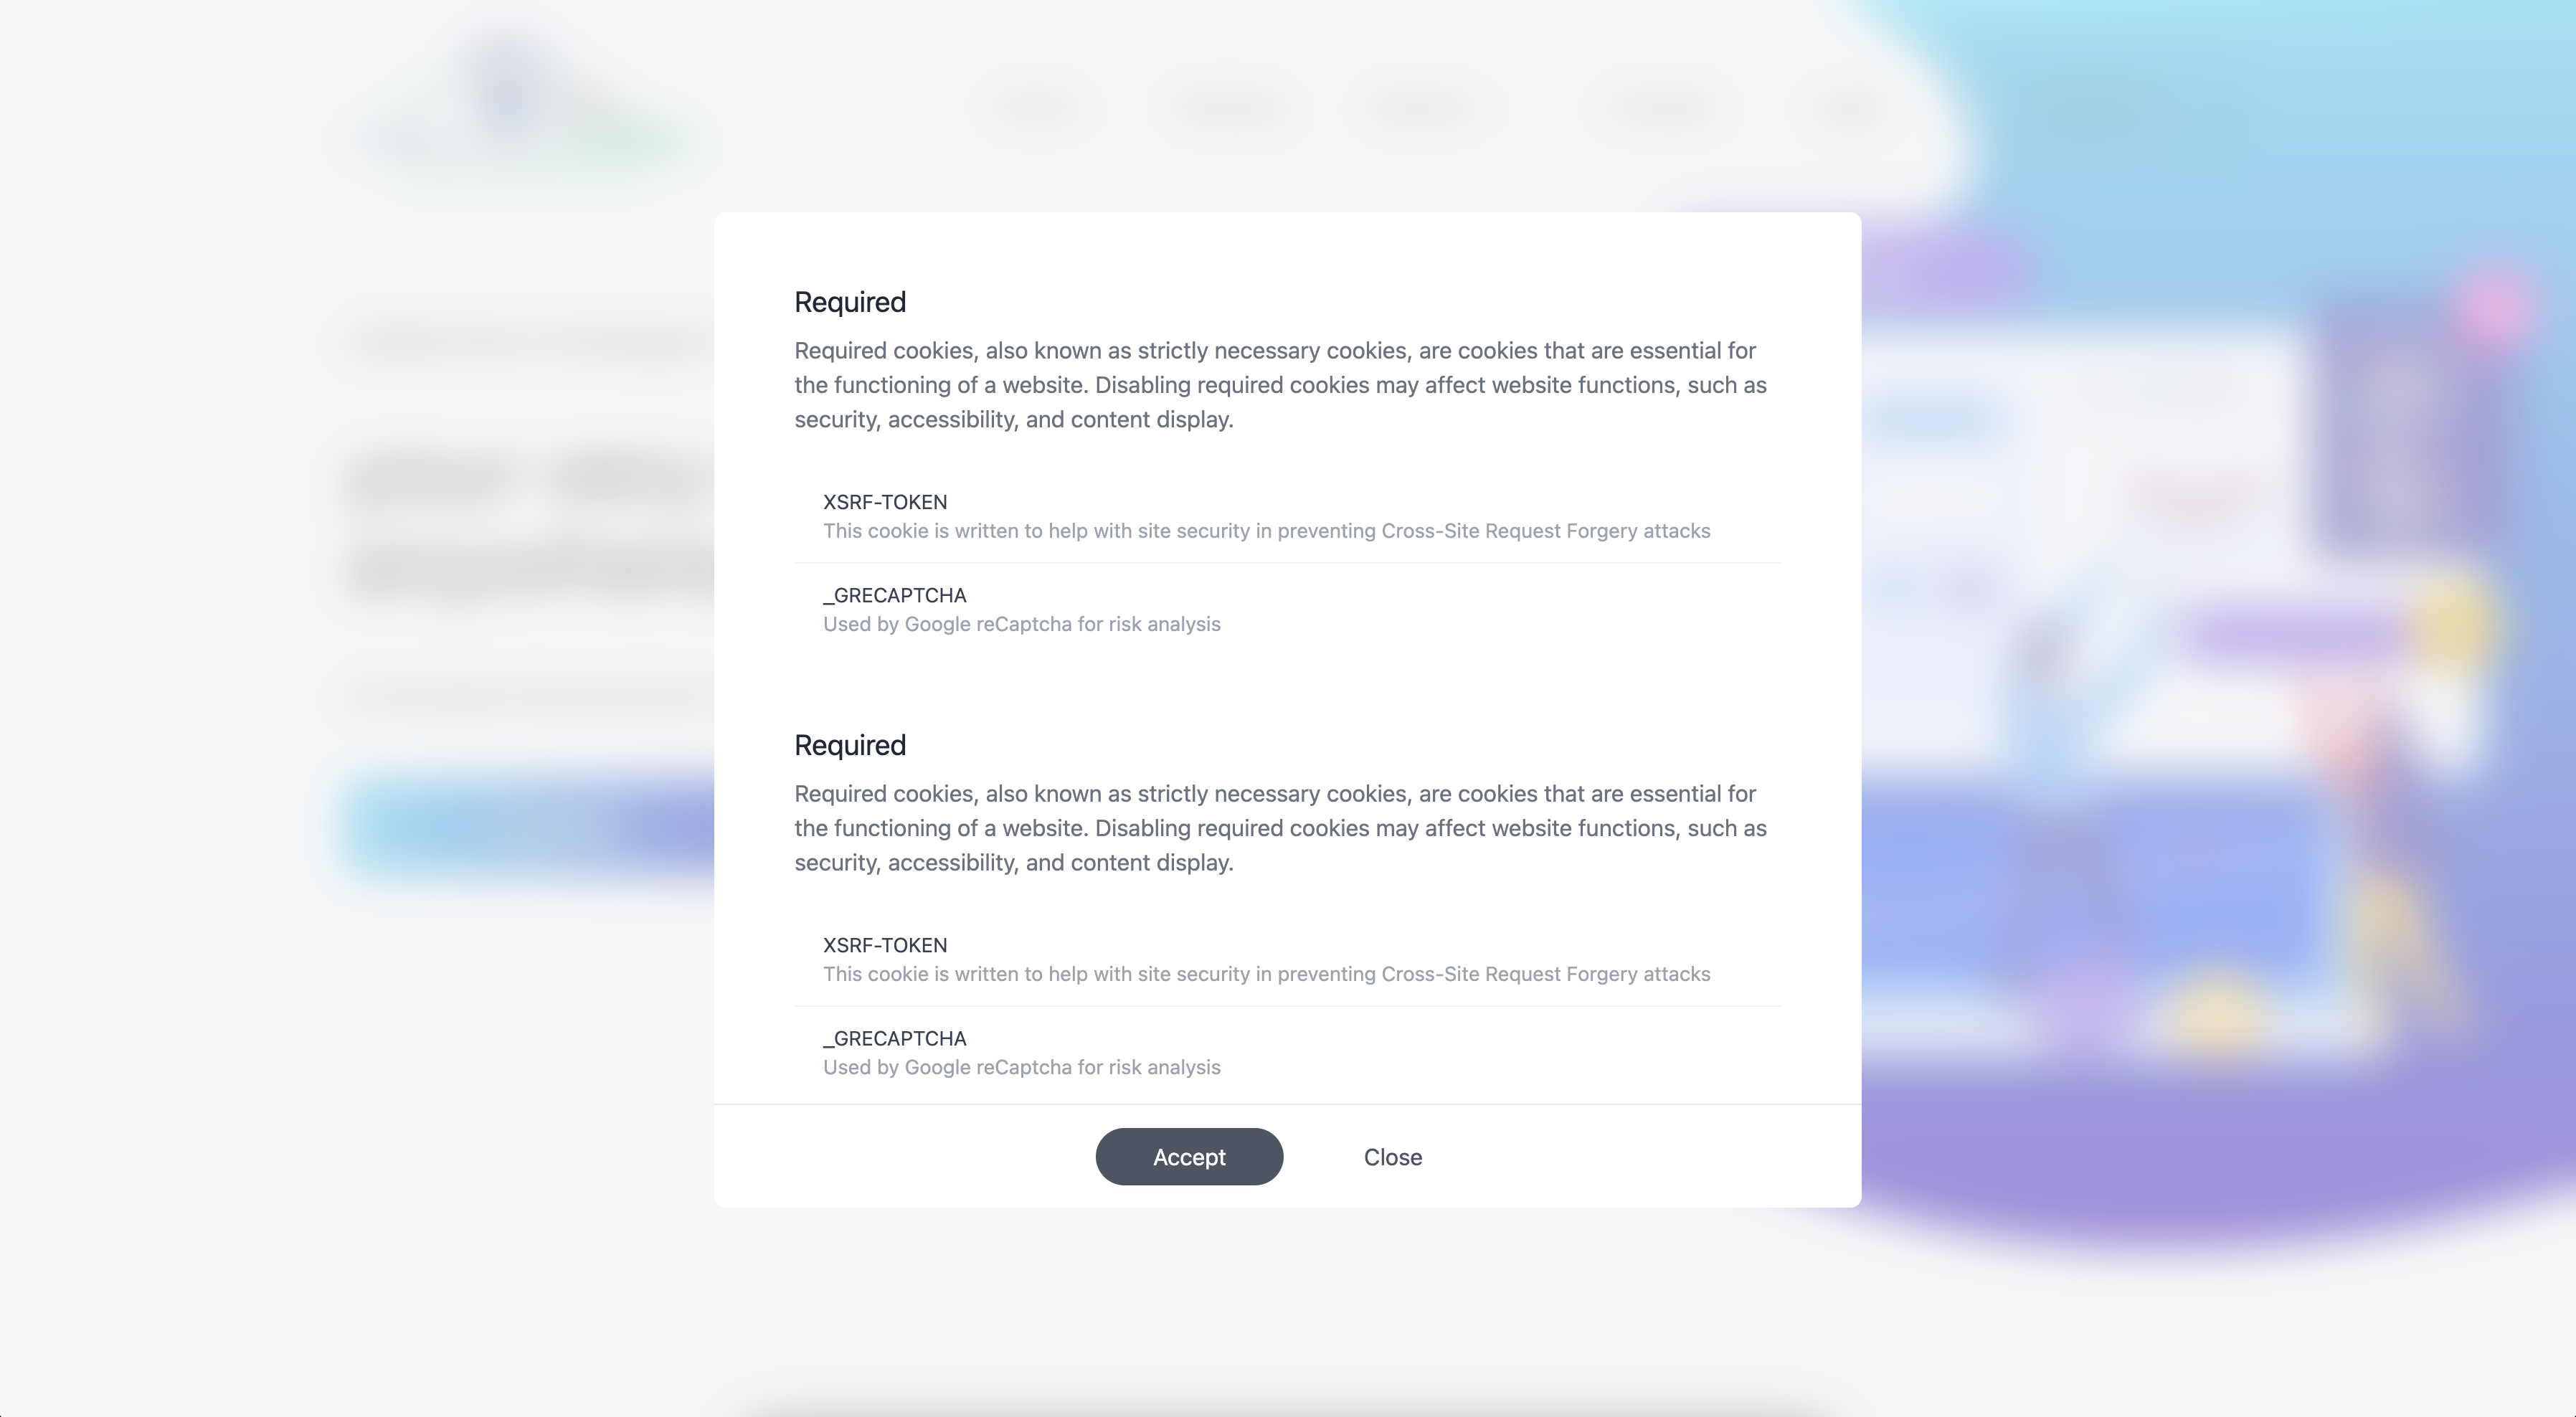 Required
Required cookies, also known as strictly necessary cookies, are cookies that are essential for
the functioning of a website. Disabling required cookies may affect website functions, such as
security, accessibility, and content display.
XSRF-TOKEN
This cookie is written to help with site security in preventing Cross-Site Request Forgery attacks
_GRECAPTCHA
Used by Google reCaptcha for risk analysis
Required
Required cookies, also known as strictly necessary cookies, are cookies that are essential for
the functioning of a website. Disabling required cookies may affect website functions, such as
security, accessibility, and content display.
XSRF-TOKEN
This cookie is written to help with site security in preventing Cross-Site Request Forgery attacks
_GRECAPTCHA
Used by Google reCaptcha for risk analysis
Accept
Close